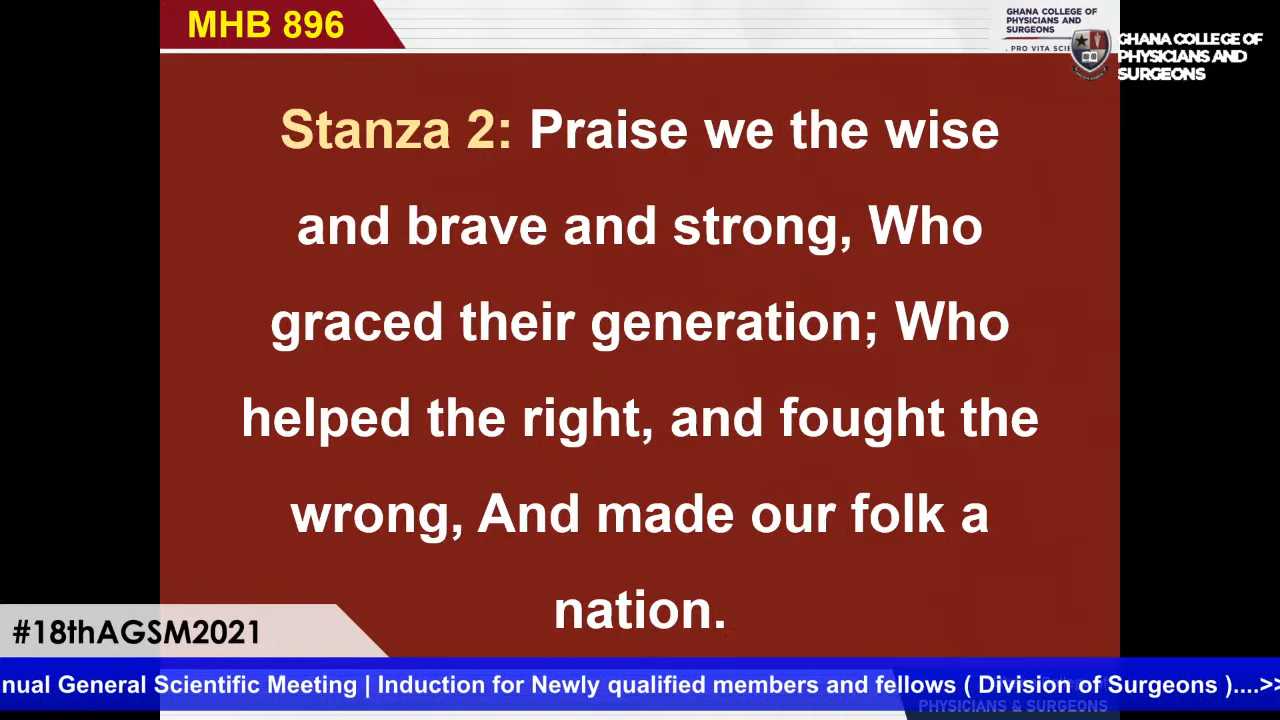 MHB 896
GHANA COLLEGE OF
PHYSICIANS AND
SURGEONS
. PRO VITA SCIE
GHANA COLLEGE OF
PHYSICIANS AND
SURGEONS
Stanza 2: Praise we the wise
and brave and strong, Who
graced their generation; Who
helped the right, and fought the
wrong, And made our folk a
nation.
#18thAGSM2021
nual General Scientific Meeting | Induction for Newly qualified members and fellows ( Division of Surgeons )....>>
PHYSICIANS & SURGEONS